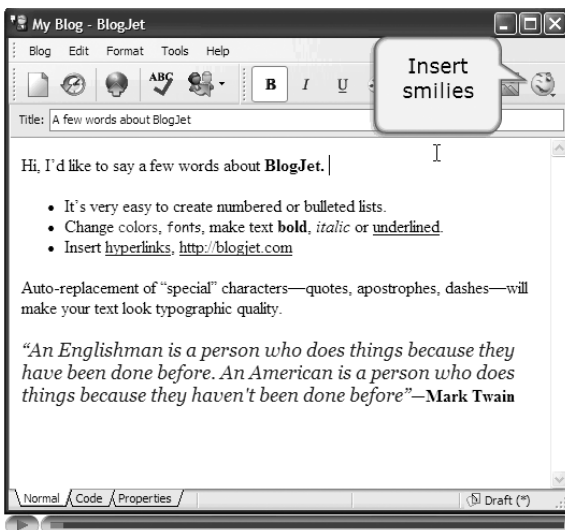 My Blog - BlogJet
Blog Edit Format Tools Help
ABC B I U
Insert
smilies
Title: A few words about BlogJet
Hi, I'd like to say a few words about BlogJet.
• It's very easy to create numbered or bulleted lists.
• Change colors, fonts, make text bold, italic or underlined.
• Insert hyperlinks, http://blogjet.com
Auto-replacement of “special” characters—quotes, apostrophes, dashes—will
make your text look typographic quality.
“An Englishman is a person who does things because they
have been done before. An American is a person who does
things because they haven't been done before”—Mark Twain
Normal Code Properties Draft (*)